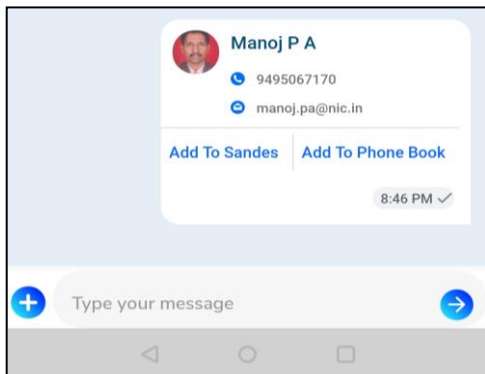 Manoj P A
9495067170
manoj.pa@nic.in
Add To Sandes Add To Phone Book
8:46 PM
Type your message